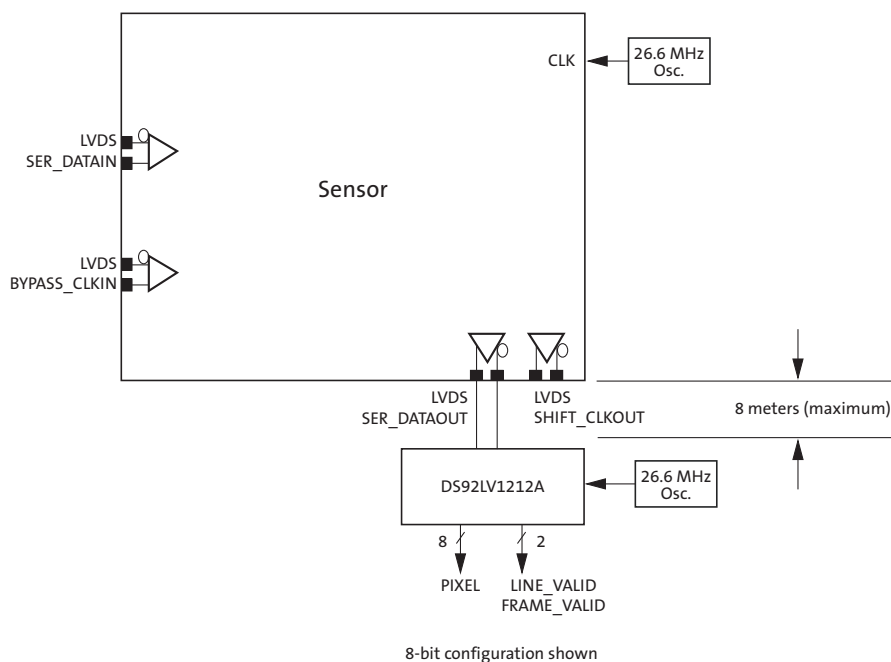 CLK
26.6 MHz
Osc.
LVDS
SER_DATAIN
Sensor
LVDS
BYPASS_CLKIN
LVDS
SER_DATAOUT
LVDS
SHIFT_CLKOUT
8 meters (maximum)
DS92LV1212A
26.6 MHz
Osc.
8
2
PIXEL
LINE_VALID
FRAME_VALID
8-bit configuration shown